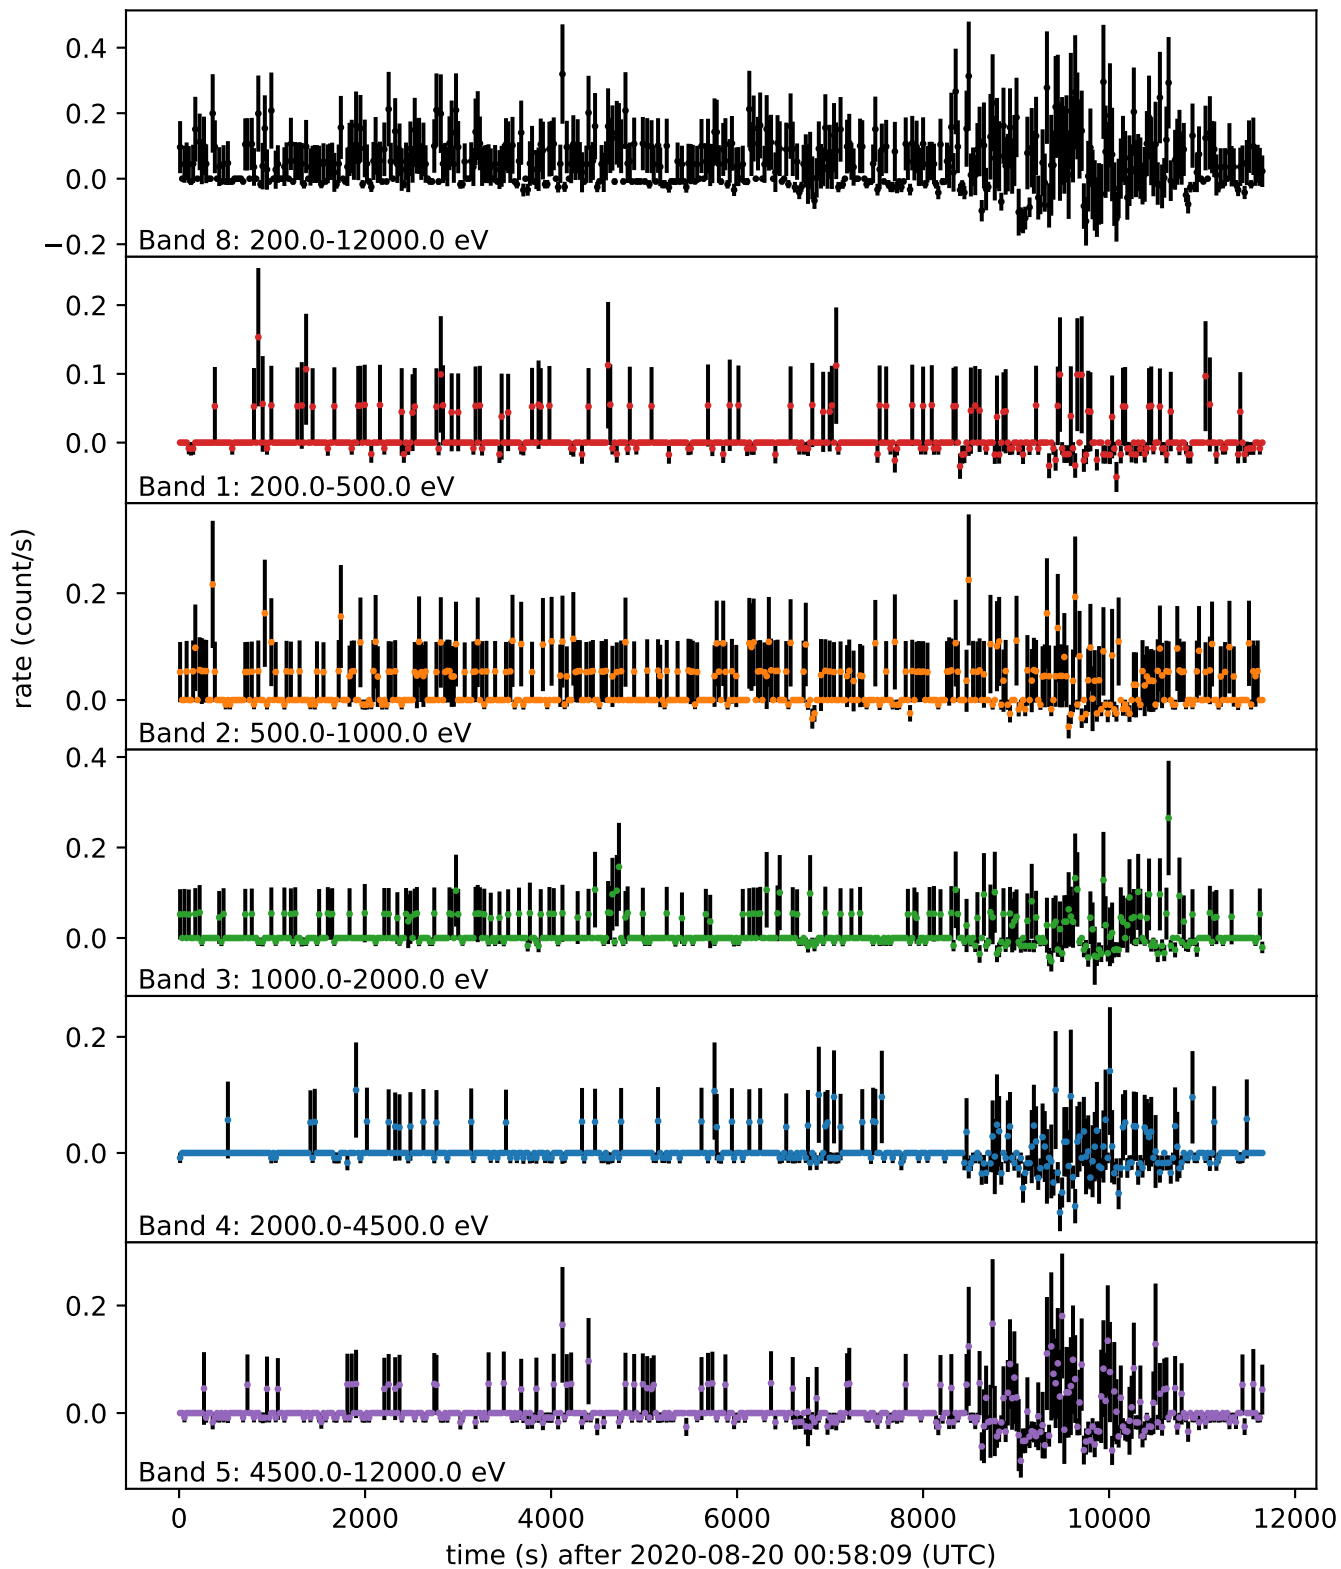 0.4
0.2
0.0
−0.2
Band 8: 200.0-12000.0 eV
0.2
0.1
0.0
Band 1: 200.0-500.0 eV
0.2
0.0
Band 2: 500.0-1000.0 eV
rate (count/s)
0.4
0.2
0.0
Band 3: 1000.0-2000.0 eV
0.2
0.0
Band 4: 2000.0-4500.0 eV
0.2
0.0
Band 5: 4500.0-12000.0 eV
0 2000 4000 6000 8000 10000 12000
time (s) after 2020-08-20 00:58:09 (UTC)